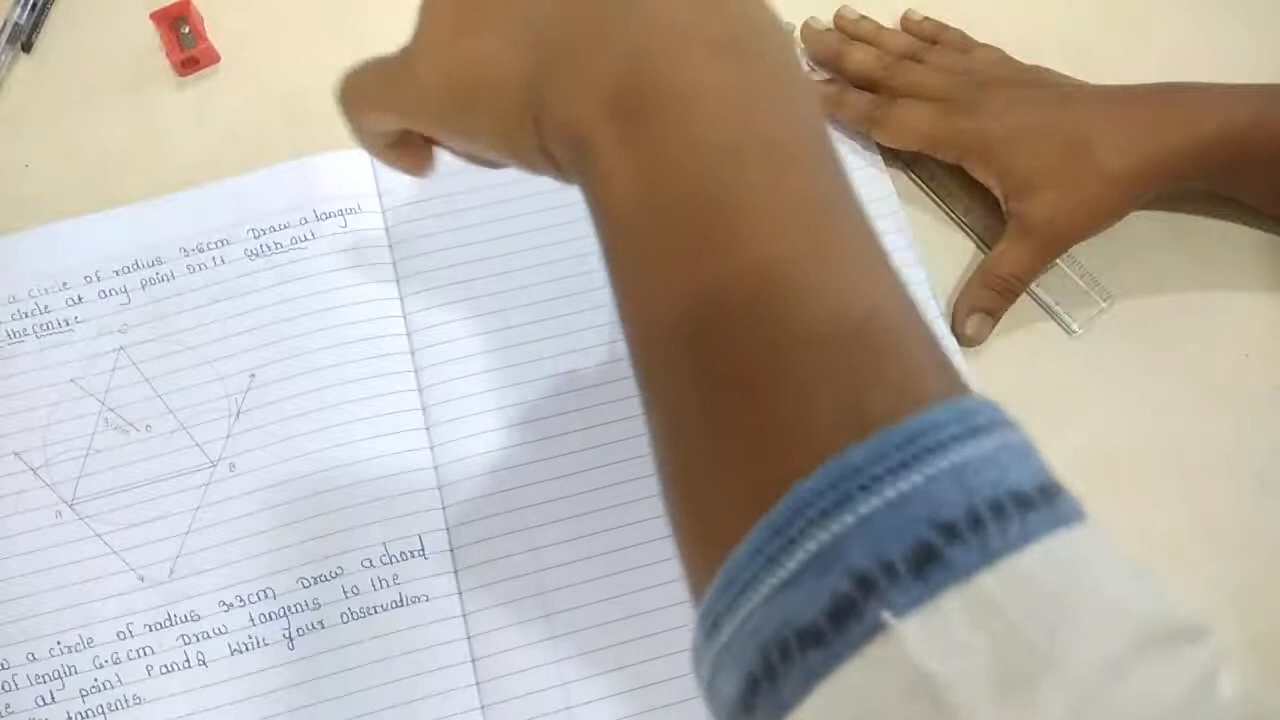 a circle of radius 3.6cm Draw a tangent
circle at any point on it without
the centre
C
3.6cm O
B
A
a circle of radius 3.3cm Draw a chord
of length 6.6cm Draw tangents to the
at point P and Q Write your observation
tangents.